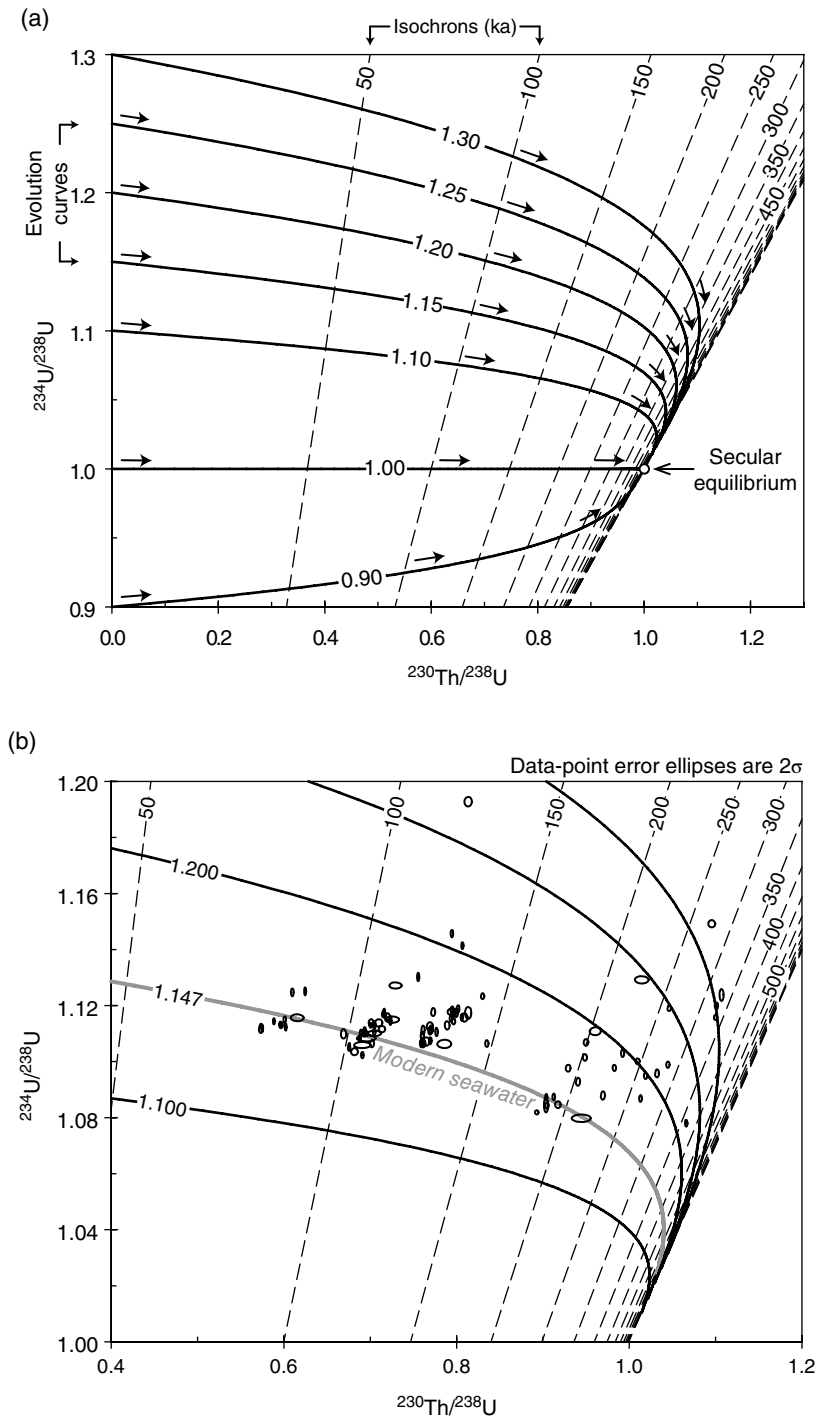 (a)
Isochrons (ka)
1.3
1.2
1.1
1.0
0.9
50
100
150
200
250
300
350
450
Evolution
curves
1.30
1.25
1.20
1.15
1.10
1.00
0.90
Secular
equilibrium
²³⁴U/²³⁸U
0.0 0.2 0.4 0.6 0.8 1.0 1.2
²³⁰Th/²³⁸U
(b)
Data-point error ellipses are 2σ
1.20
1.16
1.12
1.08
1.04
1.00
50
100
150
200
250
300
350
400
500
1.200
1.147
1.100
Modern seawater
²³⁴U/²³⁸U
0.4 0.6 0.8 1.0 1.2
²³⁰Th/²³⁸U